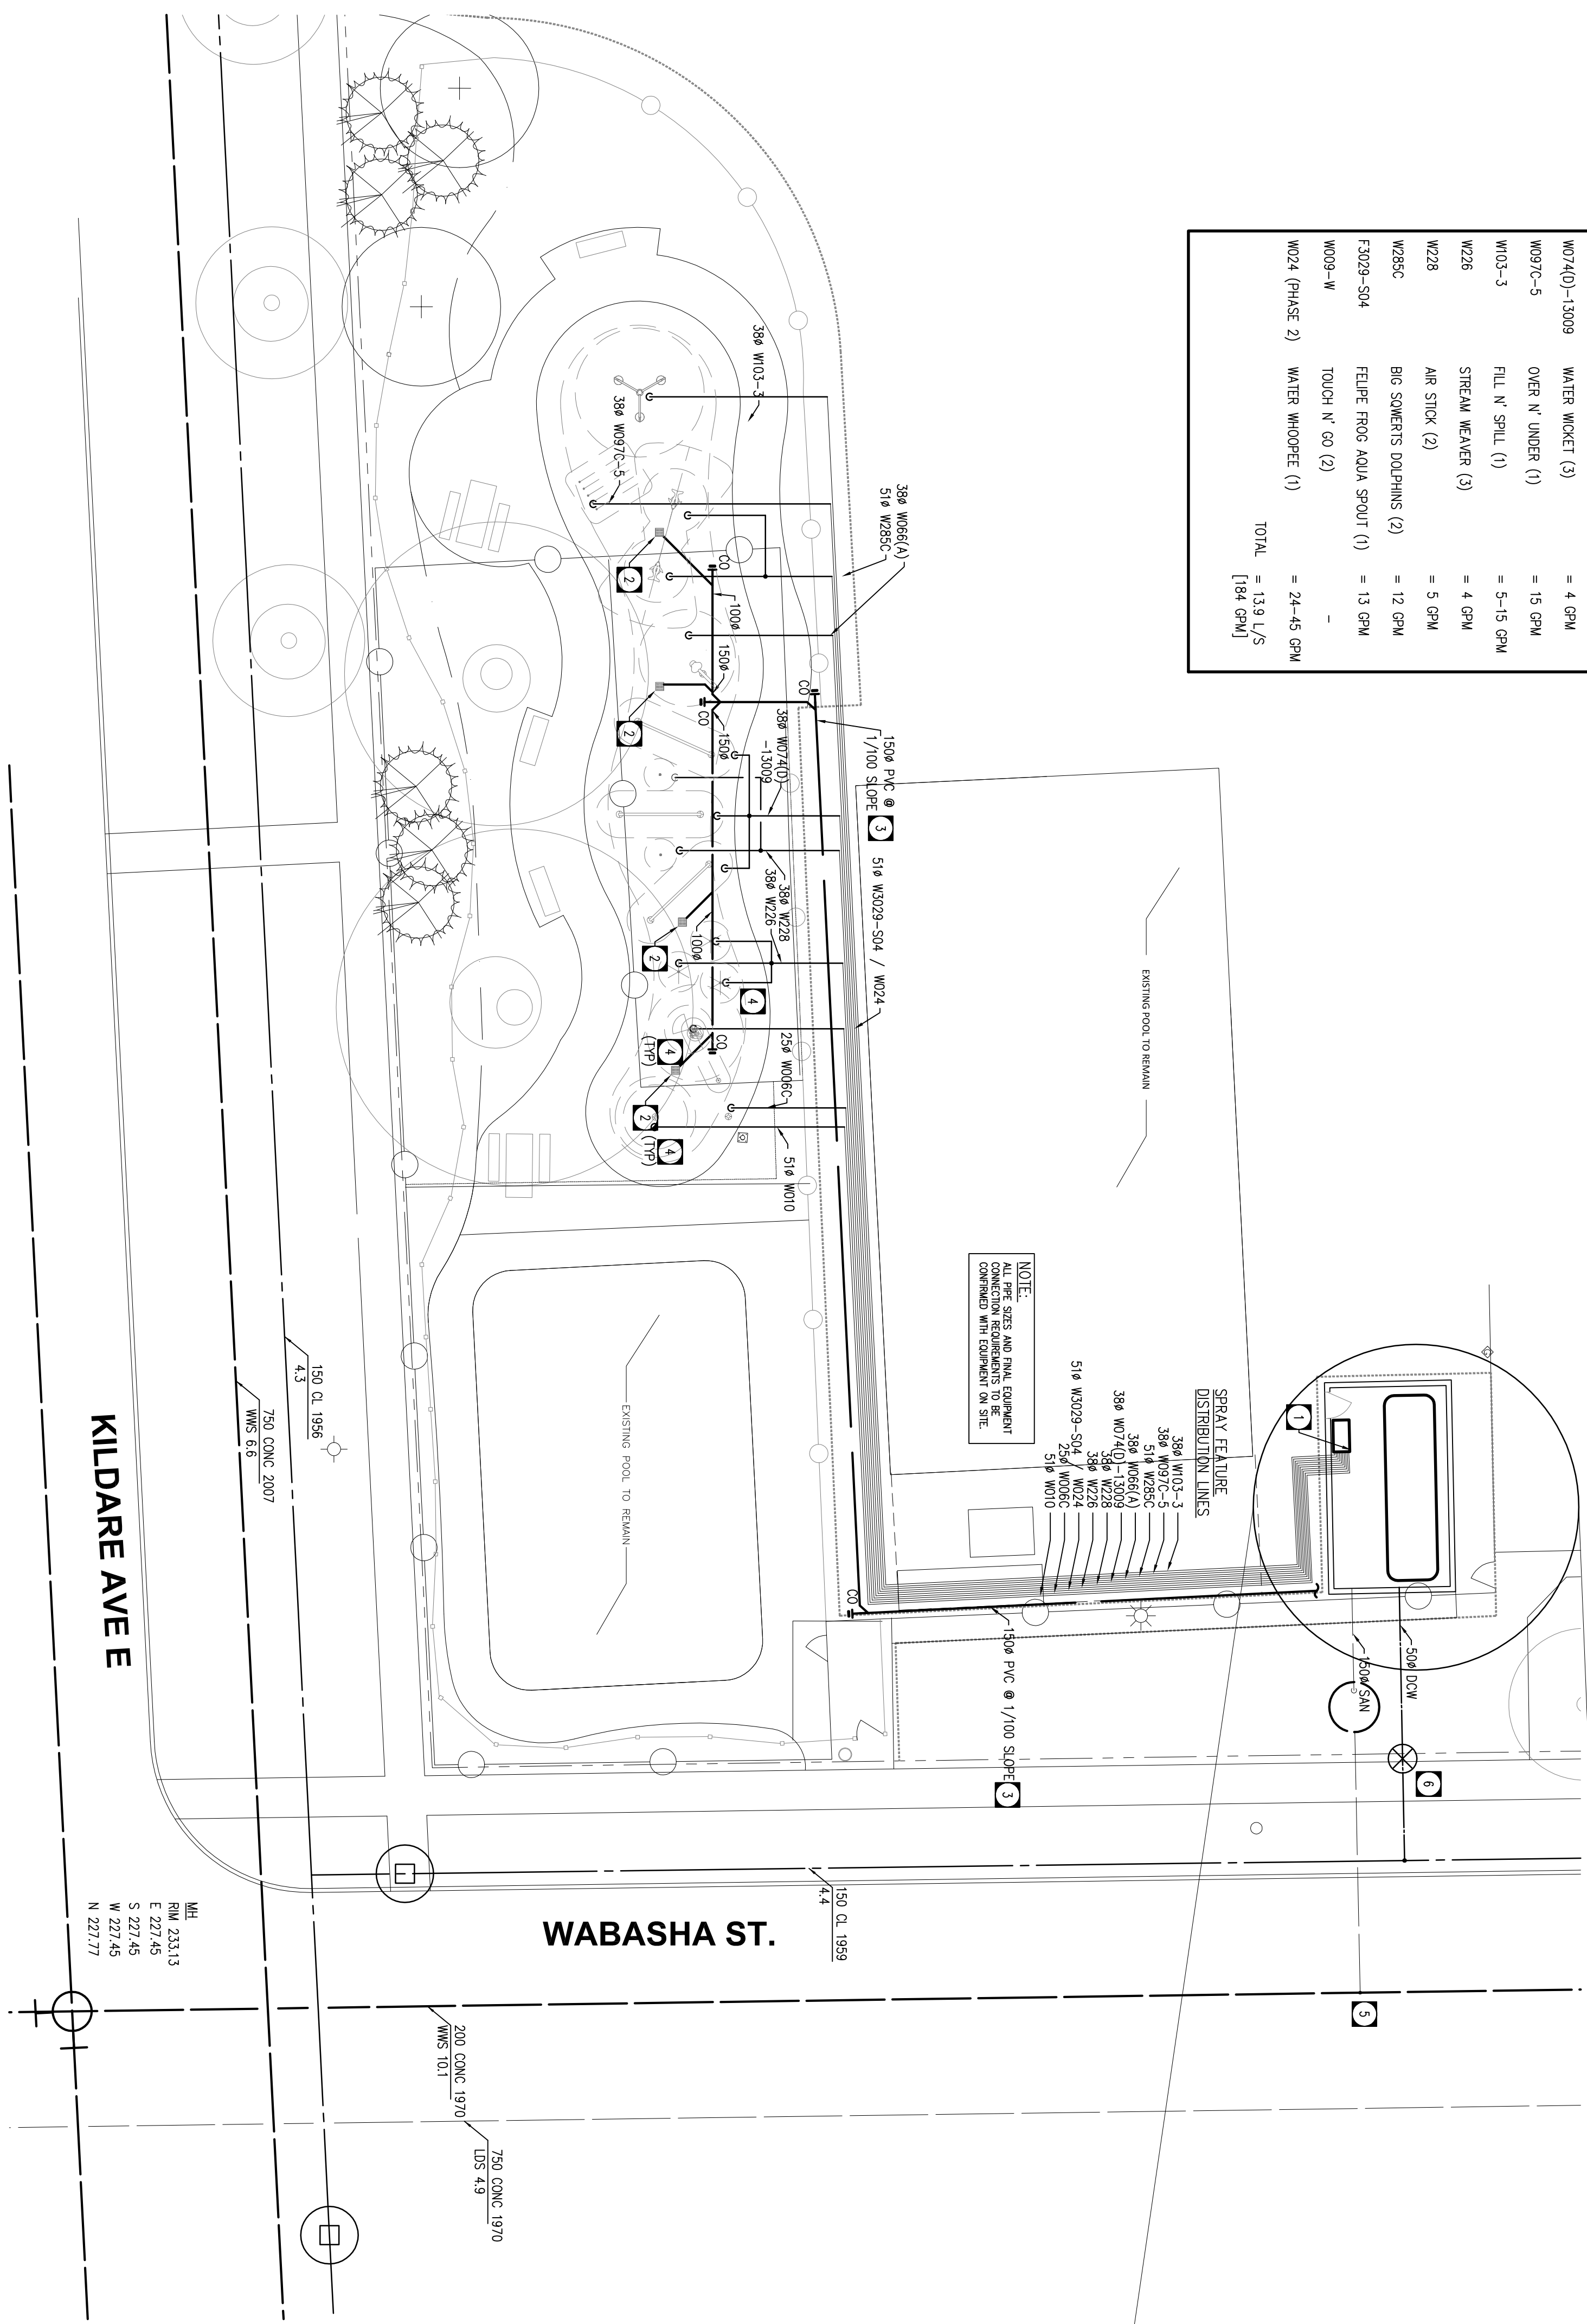 W074(D)-13009 WATER WICKET (3) = 4 GPM
W097C-5 OVER N' UNDER (1) = 15 GPM
W103-3 FILL N' SPILL (1) = 5-15 GPM
W226 STREAM WEAVER (3) = 4 GPM
W228 AIR STICK (2) = 5 GPM
W285C BIG SQWERTS DOLPHINS (2) = 12 GPM
F3029-S04 FELIPE FROG AQUA SPOUT (1) = 13 GPM
W009-W TOUCH N' GO (2) -
W024 (PHASE 2) WATER WHOOPEE (1) = 24-45 GPM
TOTAL = 13.9 L/S
[184 GPM]
38ø W103-3
38ø W097C-5
38ø W066(A)
51ø W285C
2
CO
100ø
150ø
CO
CO
2
150ø
38ø W074(D)
-13009
150ø PVC @
1/100 SLOPE
3
51ø W3029-S04 / W024
38ø W228
38ø W226
2
100ø
4
CO
4
(TYP)
2
4
(TYP)
25ø W006C
51ø W010
EXISTING POOL TO REMAIN
NOTE:
ALL PIPE SIZES AND FINAL EQUIPMENT
CONNECTION REQUIREMENTS TO BE
CONFIRMED WITH EQUIPMENT ON SITE.
SPRAY FEATURE
DISTRIBUTION LINES
38ø W103-3
38ø W097C-5
51ø W285C
38ø W066(A)
38ø W074(D)-13009
38ø W228
38ø W226
51ø W3029-S04 / W024
25ø W006C
51ø W010
1
EXISTING POOL TO REMAIN
CO
150ø PVC @ 1/100 SLOPE
3
50ø DCW
150ø SAN
6
5
150 CL 1956
4.3
750 CONC 2007
WWS 6.6
KILDARE AVE E
WABASHA ST.
150 CL 1959
4.4
MH
RIM 233.13
E 227.45
S 227.45
W 227.45
N 227.77
200 CONC 1970
WWS 10.1
750 CONC 1970
LDS 4.9